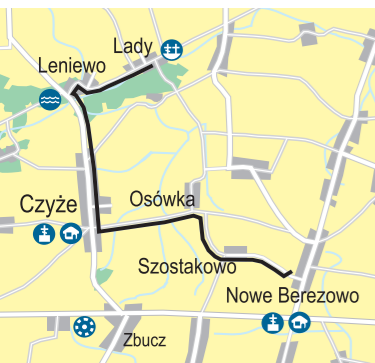 Lady
Leniewo
Czyże
Osówka
Szostakowo
Nowe Berezowo
Zbucz